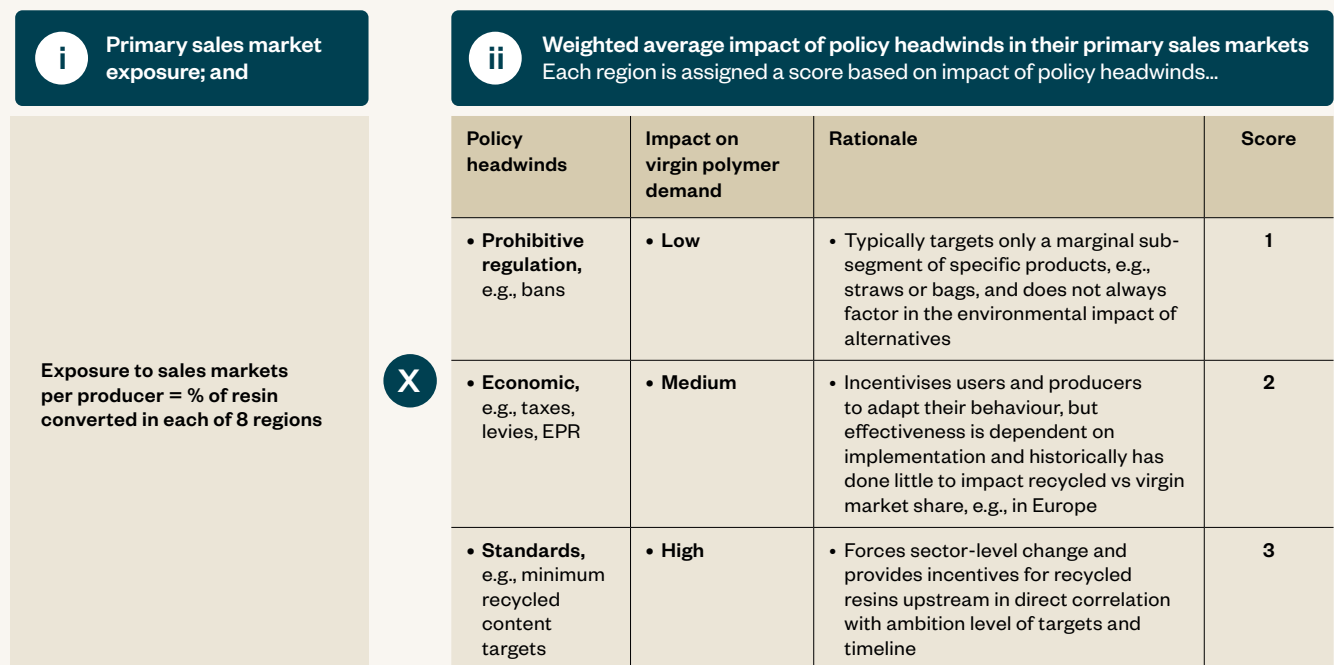 i
Primary sales market
exposure; and
ii
Weighted average impact of policy headwinds in their primary sales markets
Each region is assigned a score based on impact of policy headwinds...
Exposure to sales markets
per producer = % of resin
converted in each of 8 regions
X
Policy
headwinds
Impact on
virgin polymer
demand
Rationale
Score
• Prohibitive
regulation,
e.g., bans
• Low
• Typically targets only a marginal sub-
segment of specific products, e.g.,
straws or bags, and does not always
factor in the environmental impact of
alternatives
1
• Economic,
e.g., taxes,
levies, EPR
• Medium
• Incentivises users and producers
to adapt their behaviour, but
effectiveness is dependent on
implementation and historically has
done little to impact recycled vs virgin
market share, e.g., in Europe
2
• Standards,
e.g., minimum
recycled
content
targets
• High
• Forces sector-level change and
provides incentives for recycled
resins upstream in direct correlation
with ambition level of targets and
timeline
3